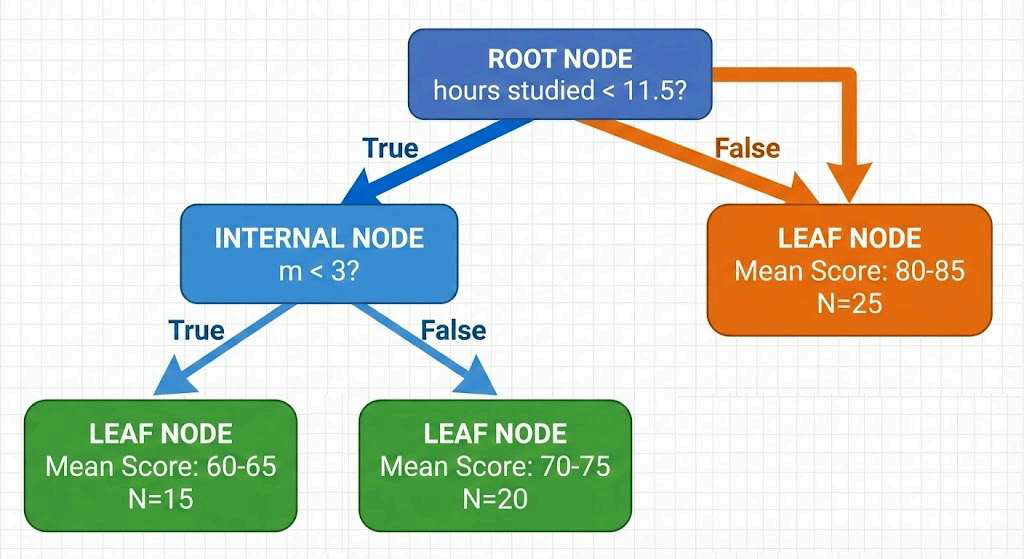 ROOT NODE
hours studied < 11.5?
True
False
INTERNAL NODE
m < 3?
LEAF NODE
Mean Score: 80-85
N=25
True
False
LEAF NODE
Mean Score: 60-65
N=15
LEAF NODE
Mean Score: 70-75
N=20